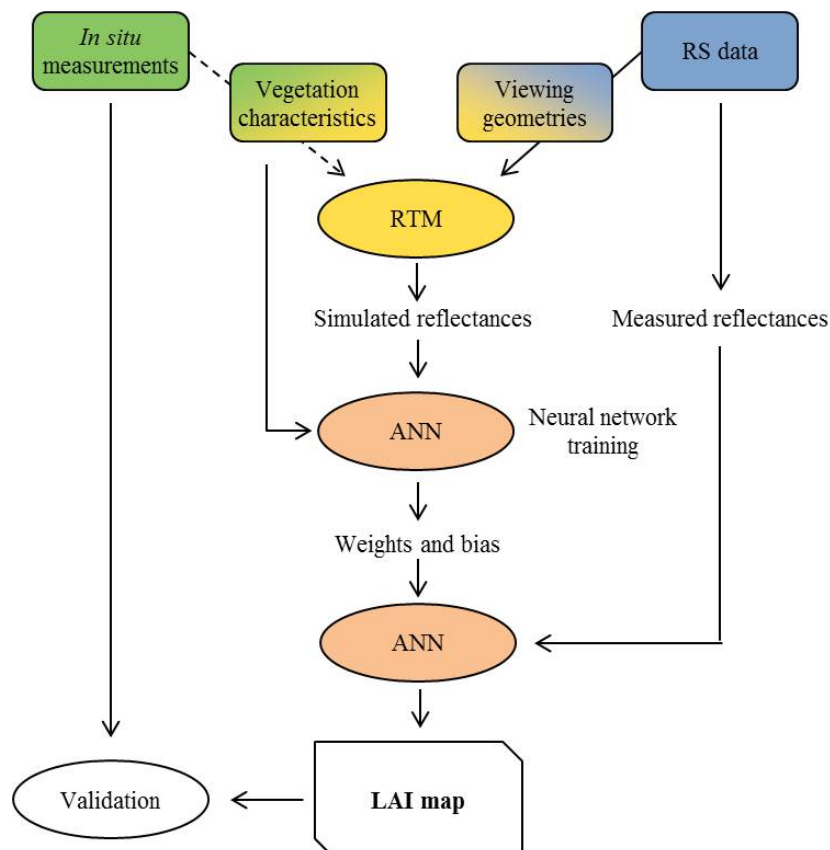 In situ
measurements
Vegetation
characteristics
Viewing
geometries
RS data
RTM
Simulated reflectances
Measured reflectances
ANN
Neural network
training
Weights and bias
ANN
Validation
LAI map